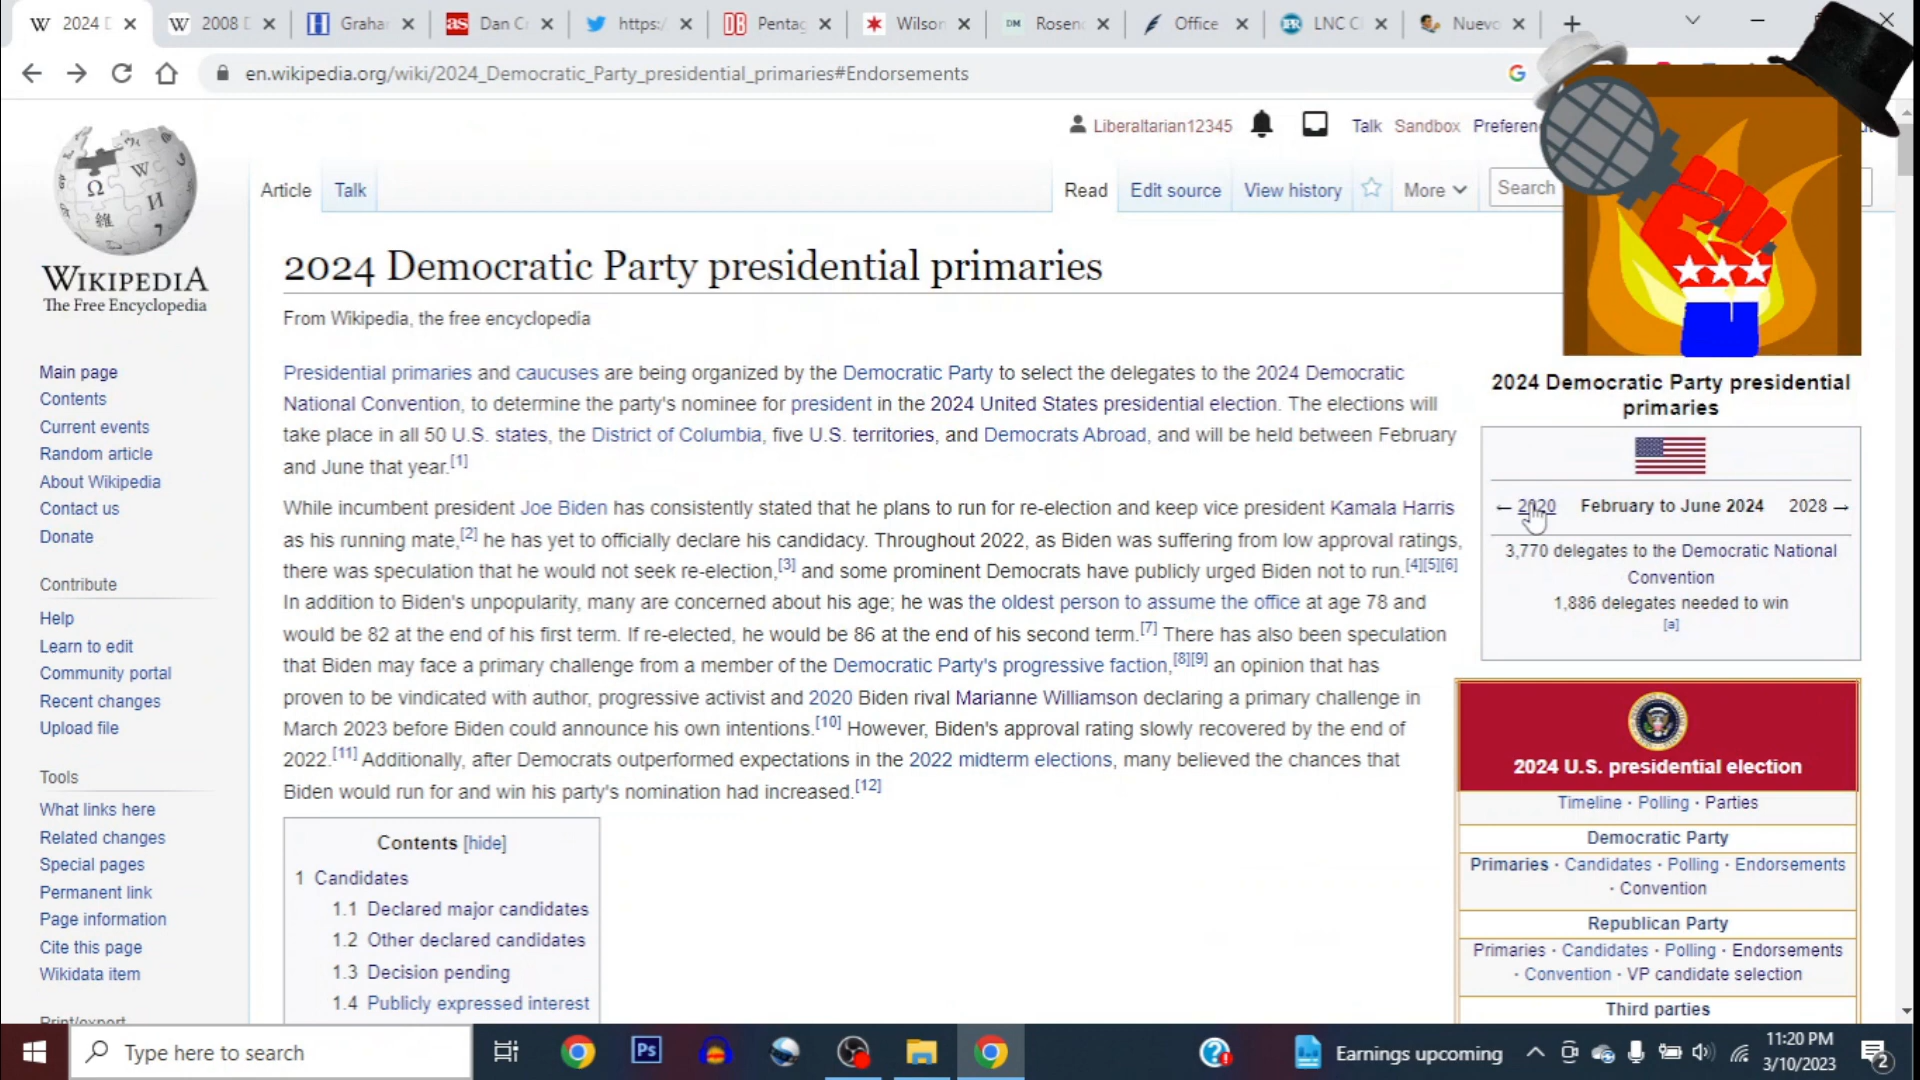 2024 D
2008 D
Graha
Dan C
https:/
Pentag
Wilson
Rosen
Office
LNC C
Nuevo
en.wikipedia.org/wiki/2024_Democratic_Party_presidential_primaries#Endorsements
Liberaltarian12345
Talk
Sandbox
Preferen
Article
Talk
Read
Edit source
View history
More
Search
WIKIPEDIA
The Free Encyclopedia
Main page
Contents
Current events
Random article
About Wikipedia
Contact us
Donate
Contribute
Help
Learn to edit
Community portal
Recent changes
Upload file
Tools
What links here
Related changes
Special pages
Permanent link
Page information
Cite this page
Wikidata item
Print/export
2024 Democratic Party presidential primaries
From Wikipedia, the free encyclopedia
Presidential primaries and caucuses are being organized by the Democratic Party to select the delegates to the 2024 Democratic
National Convention, to determine the party's nominee for president in the 2024 United States presidential election. The elections will
take place in all 50 U.S. states, the District of Columbia, five U.S. territories, and Democrats Abroad, and will be held between February
and June that year.[1]
While incumbent president Joe Biden has consistently stated that he plans to run for re-election and keep vice president Kamala Harris
as his running mate,[2] he has yet to officially declare his candidacy. Throughout 2022, as Biden was suffering from low approval ratings,
there was speculation that he would not seek re-election,[3] and some prominent Democrats have publicly urged Biden not to run.[4][5][6]
In addition to Biden's unpopularity, many are concerned about his age; he was the oldest person to assume the office at age 78 and
would be 82 at the end of his first term. If re-elected, he would be 86 at the end of his second term.[7] There has also been speculation
that Biden may face a primary challenge from a member of the Democratic Party's progressive faction,[8][9] an opinion that has
proven to be vindicated with author, progressive activist and 2020 Biden rival Marianne Williamson declaring a primary challenge in
March 2023 before Biden could announce his own intentions.[10] However, Biden's approval rating slowly recovered by the end of
2022.[11] Additionally, after Democrats outperformed expectations in the 2022 midterm elections, many believed the chances that
Biden would run for and win his party's nomination had increased.[12]
Contents [hide]
1 Candidates
1.1 Declared major candidates
1.2 Other declared candidates
1.3 Decision pending
1.4 Publicly expressed interest
2024 Democratic Party presidential
primaries
← 2020 February to June 2024 2028 →
3,770 delegates to the Democratic National
Convention
1,886 delegates needed to win
[a]
2024 U.S. presidential election
Timeline · Polling · Parties
Democratic Party
Primaries · Candidates · Polling · Endorsements
· Convention
Republican Party
Primaries · Candidates · Polling · Endorsements
· Convention · VP candidate selection
Third parties
Type here to search
Ps
Earnings upcoming
11:20 PM
3/10/2023
2